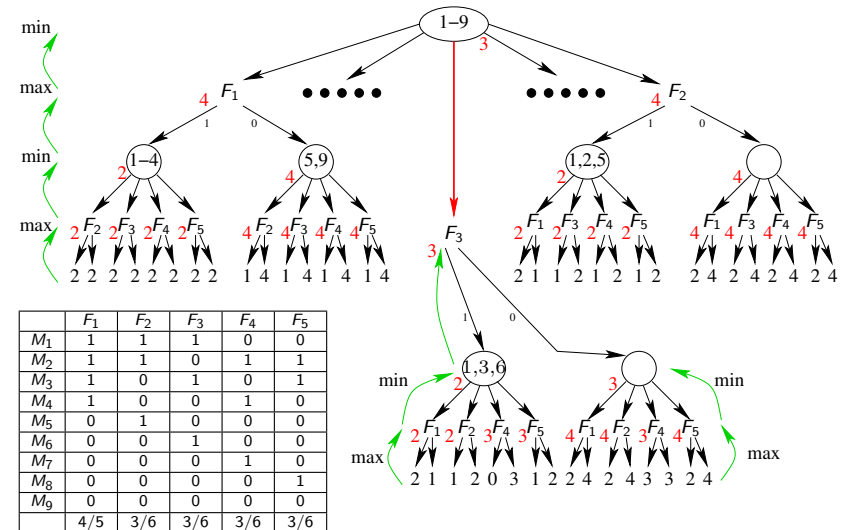 1−9
min
3
max
4
F1
4
F2
1
0
1
0
min
1−4
5,9
1,2,5
2
4
2
4
max
2 F2 2 F3 2 F4 2 F5
4 F2 4 F3 4 F4 4 F5
2 F1 2 F3 2 F4 2 F5
4 F1 4 F3 4 F4 4 F5
F3
3
2 2 2 2 2 2 2 2
1 4 1 4 1 4 1 4
2 1 1 2 1 2 1 2
2 4 2 4 2 4 2 4
1
0
F1 F2 F3 F4 F5
M1 1 1 1 0 0
M2 1 1 0 1 1
M3 1 0 1 0 1
M4 1 0 0 1 0
M5 0 1 0 0 0
M6 0 0 1 0 0
M7 0 0 0 1 0
M8 0 0 0 0 1
M9 0 0 0 0 0
4/5 3/6 3/6 3/6 3/6
min
1,3,6
2
3
min
2 F1 2 F2 3 F4 3 F5
4 F1 4 F2 3 F4 4 F5
max
max
2 1 1 2 0 3 1 2
2 4 2 4 3 3 2 4